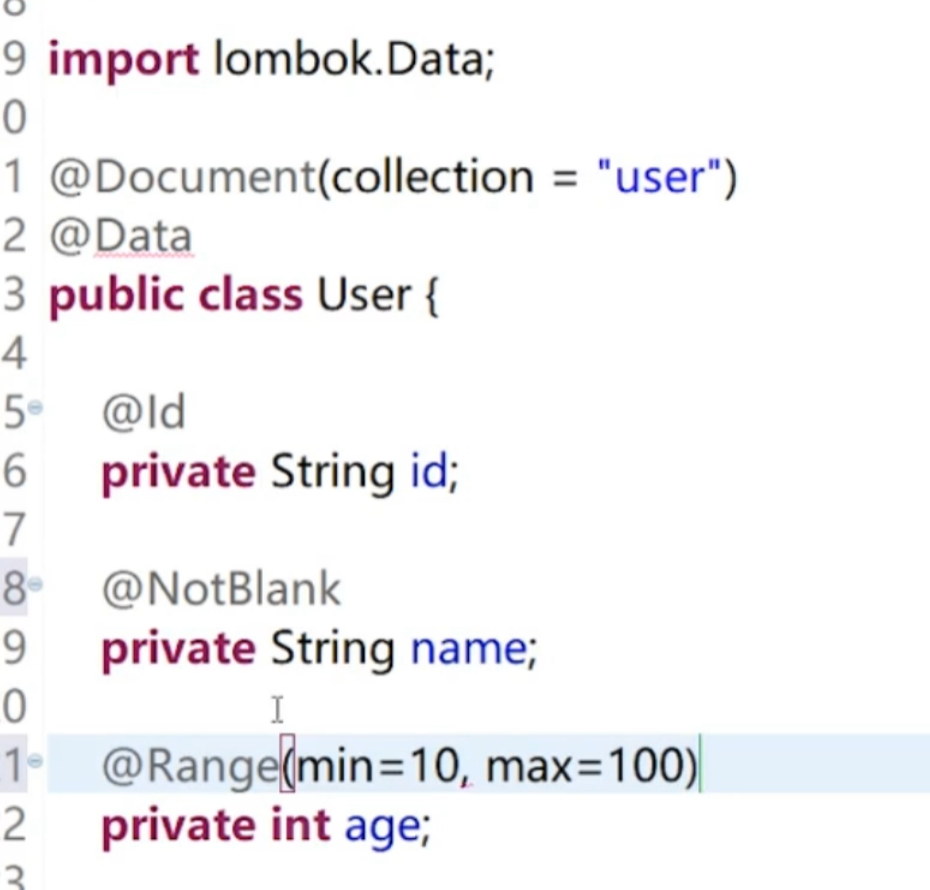 9 import lombok.Data;
0
1 @Document(collection = "user")
2 @Data
3 public class User {
4
5 @Id
6 private String id;
7
8 @NotBlank
9 private String name;
0
1 @Range(min=10, max=100)
2 private int age;
3